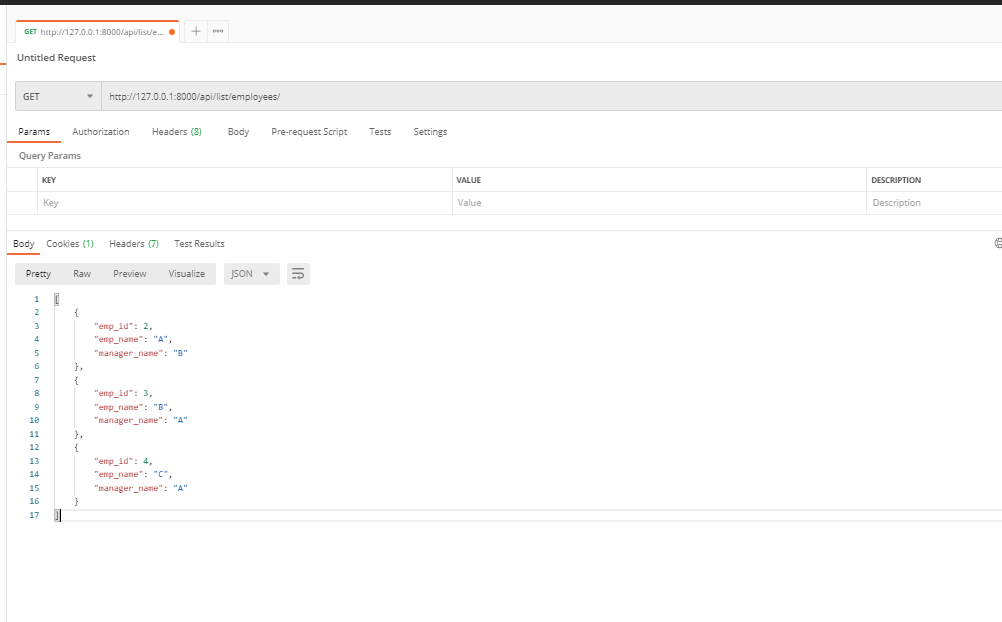 GET http://127.0.0.1:8000/api/list/e...
Untitled Request
GET http://127.0.0.1:8000/api/list/employees/
Params Authorization Headers (8) Body Pre-request Script Tests Settings
Query Params
KEY VALUE DESCRIPTION
Key Value Description
Body Cookies (1) Headers (7) Test Results
Pretty Raw Preview Visualize JSON
1 [
2 {
3 "emp_id": 2,
4 "emp_name": "A",
5 "manager_name": "B"
6 },
7 {
8 "emp_id": 3,
9 "emp_name": "B",
10 "manager_name": "A"
11 },
12 {
13 "emp_id": 4,
14 "emp_name": "C",
15 "manager_name": "A"
16 }
17 ]